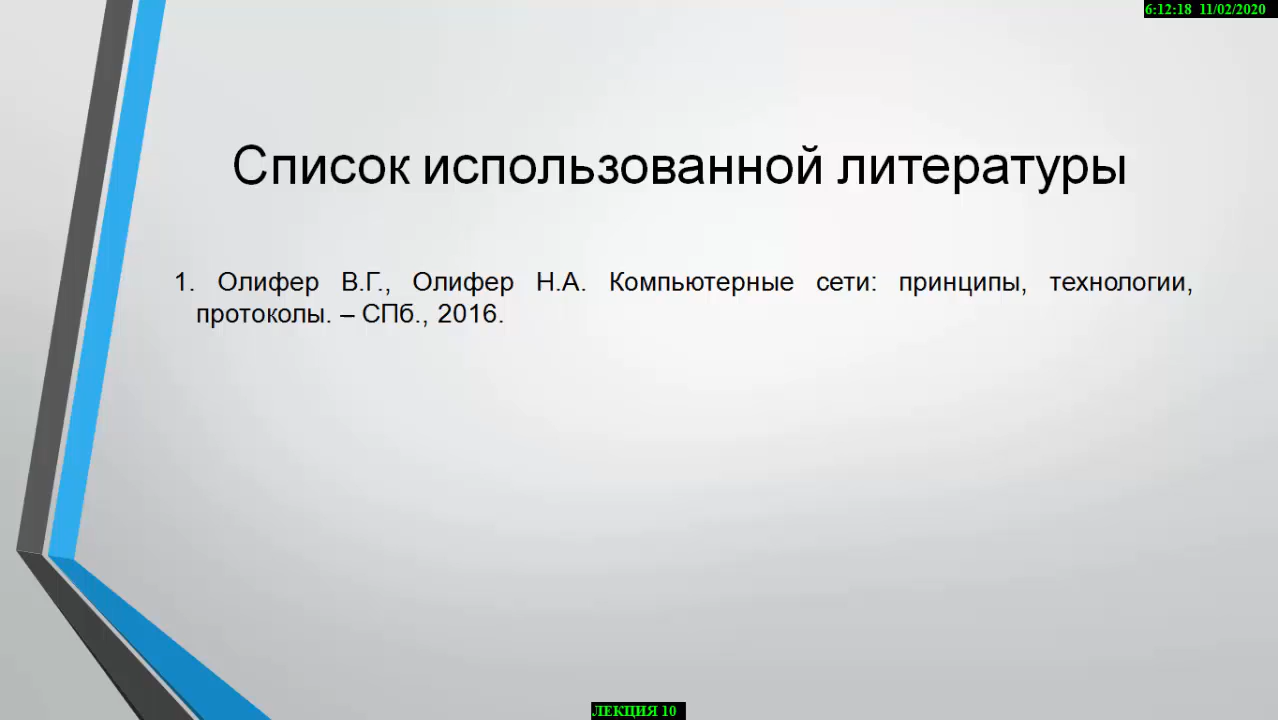 6:12:18 11/02/2020
Список использованной литературы
1. Олифер В.Г., Олифер Н.А. Компьютерные сети: принципы, технологии,
протоколы. – СПб., 2016.
ЛЕКЦИЯ 10